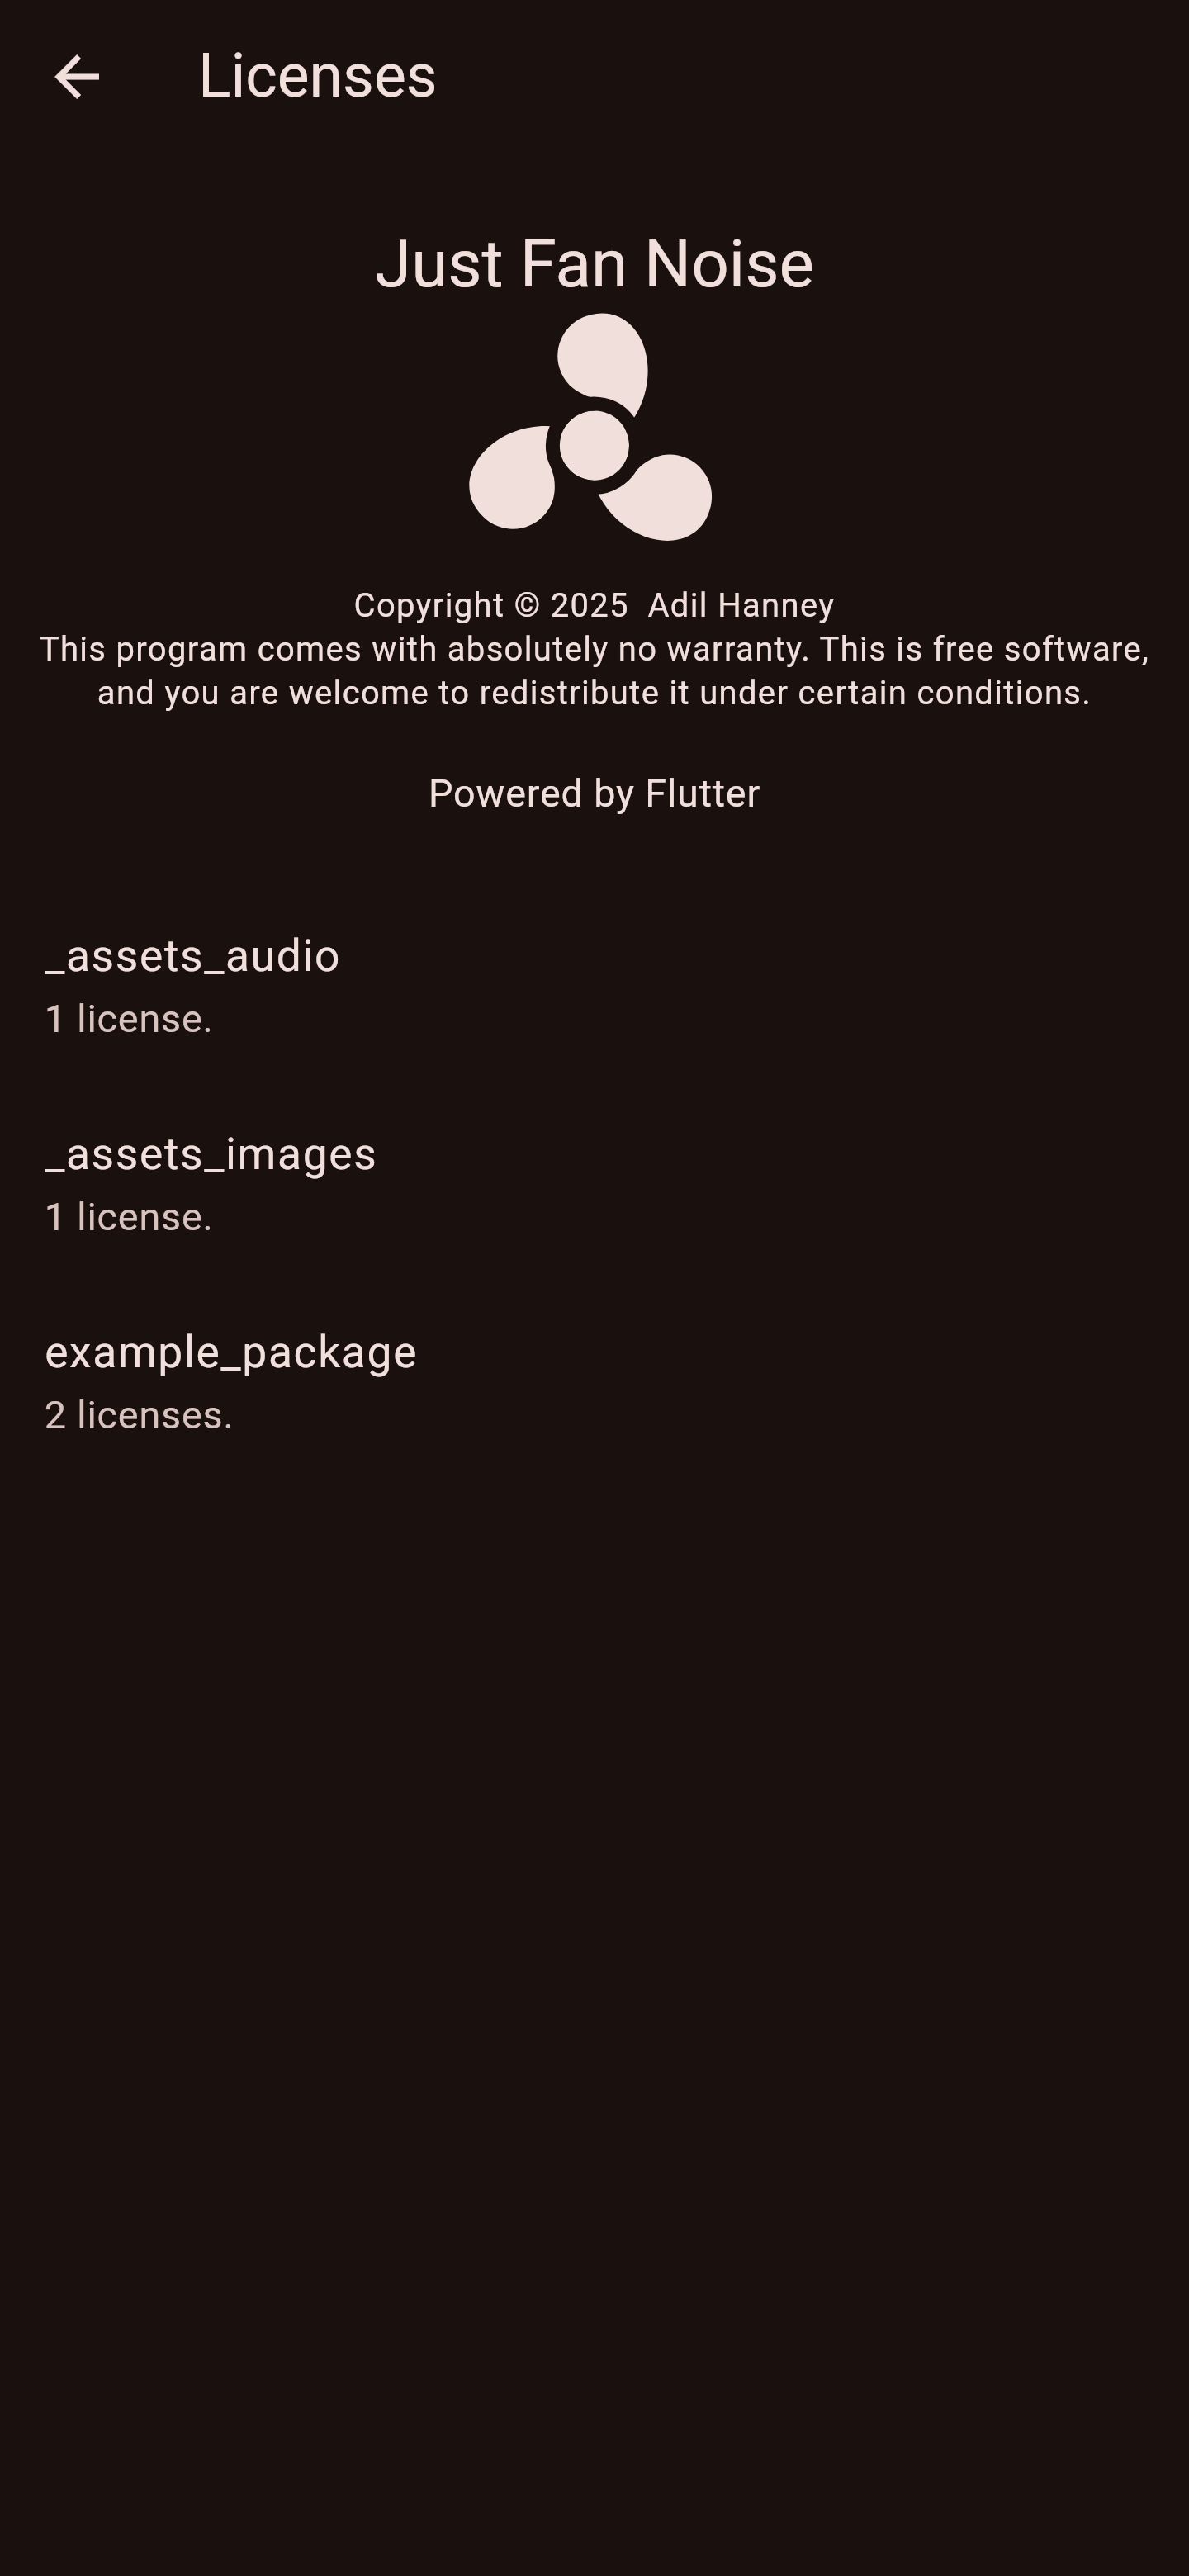 Licenses
Just Fan Noise
Copyright © 2025  Adil Hanney
This program comes with absolutely no warranty. This is free software,
and you are welcome to redistribute it under certain conditions.
Powered by Flutter
_assets_audio
1 license.
_assets_images
1 license.
example_package
2 licenses.